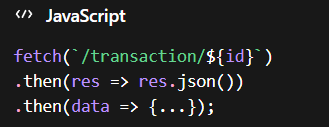 </> JavaScript
fetch(`/transaction/${id}`)
.then(res => res.json())
.then(data => {...});